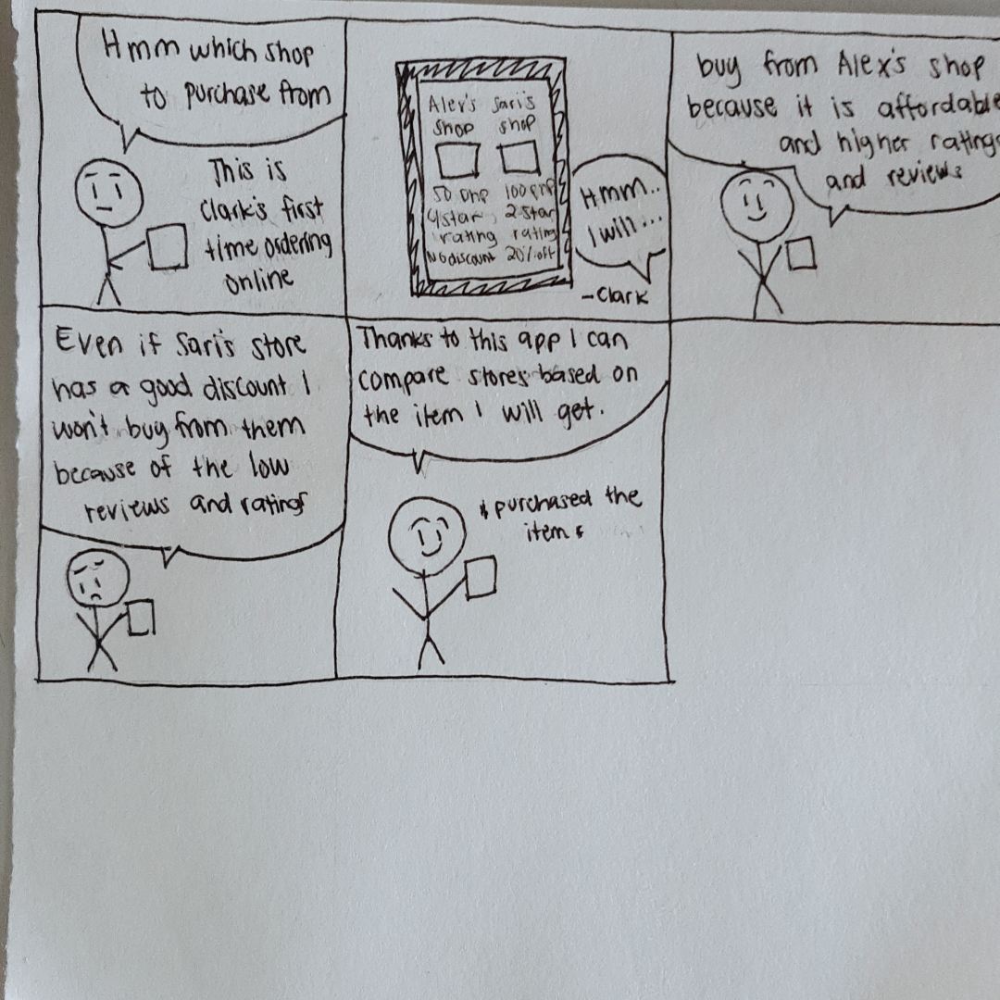 Hmm which shop
to purchase from
This is
Clark's first
time ordering
online
Alex's Sari's
shop shop
50 php 100 php
4 star 2 star
rating rating
No discount 20% off
Hmm..
I will...
-Clark
buy from Alex's shop
because it is affordable
and higher ratings
and reviews
Even if Sari's store
has a good discount I
won't buy from them
because of the low
reviews and ratings
Thanks to this app I can
compare stores based on
the item I will get.
*purchased the
item*